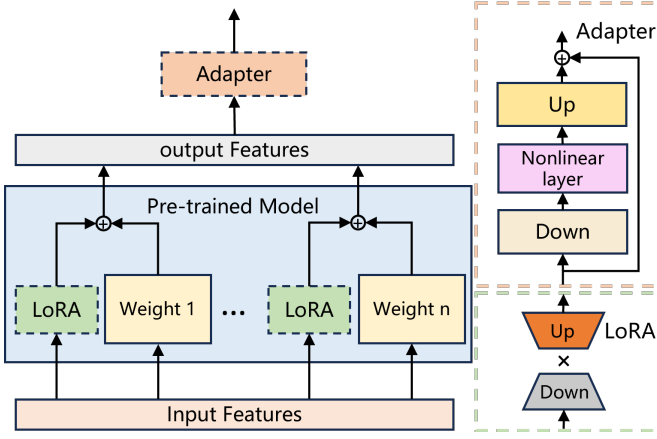 Adapter
output Features
Pre-trained Model
+
+
LoRA
Weight 1
...
LoRA
Weight n
Input Features
Adapter
+
Up
Nonlinear
layer
Down
Up
LoRA
×
Down